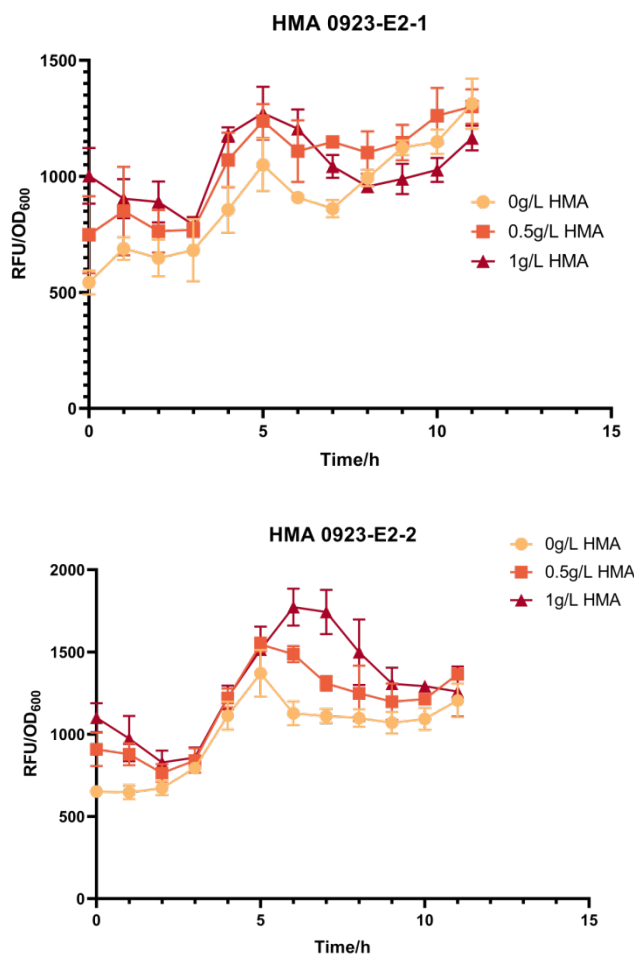 HMA 0923-E2-1
1500
1000
500
0
RFU/OD600
0g/L HMA
0.5g/L HMA
1g/L HMA
0 5 10 15
Time/h
HMA 0923-E2-2
0g/L HMA
0.5g/L HMA
1g/L HMA
2000
1500
1000
500
0
RFU/OD600
0 5 10 15
Time/h